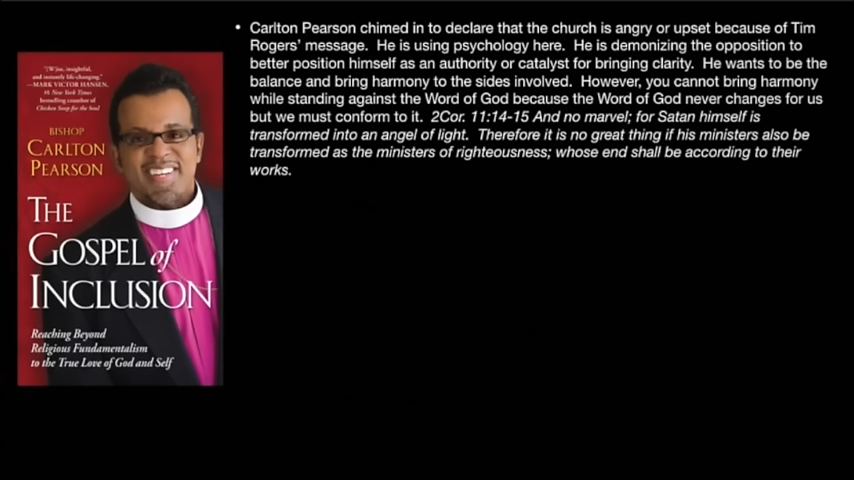 "[W]ise, insightful,
and instantly life-changing."
—MARK VICTOR HANSEN,
#1 New York Times
bestselling coauthor of
Chicken Soup for the Soul
BISHOP
CARLTON
PEARSON
THE
GOSPEL of
INCLUSION
Reaching Beyond
Religious Fundamentalism
to the True Love of God and Self
• Carlton Pearson chimed in to declare that the church is angry or upset because of Tim
Rogers' message. He is using psychology here. He is demonizing the opposition to
better position himself as an authority or catalyst for bringing clarity. He wants to be the
balance and bring harmony to the sides involved. However, you cannot bring harmony
while standing against the Word of God because the Word of God never changes for us
but we must conform to it. 2Cor. 11:14-15 And no marvel; for Satan himself is
transformed into an angel of light. Therefore it is no great thing if his ministers also be
transformed as the ministers of righteousness; whose end shall be according to their
works.